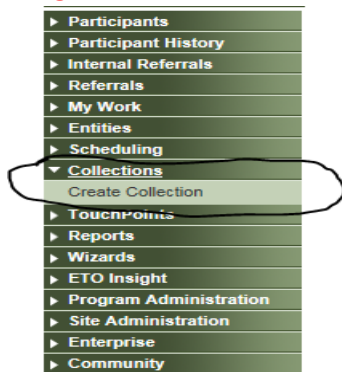 Participants
Participant History
Internal Referrals
Referrals
My Work
Entities
Scheduling
Collections
Create Collection
TouchPoints
Reports
Wizards
ETO Insight
Program Administration
Site Administration
Enterprise
Community